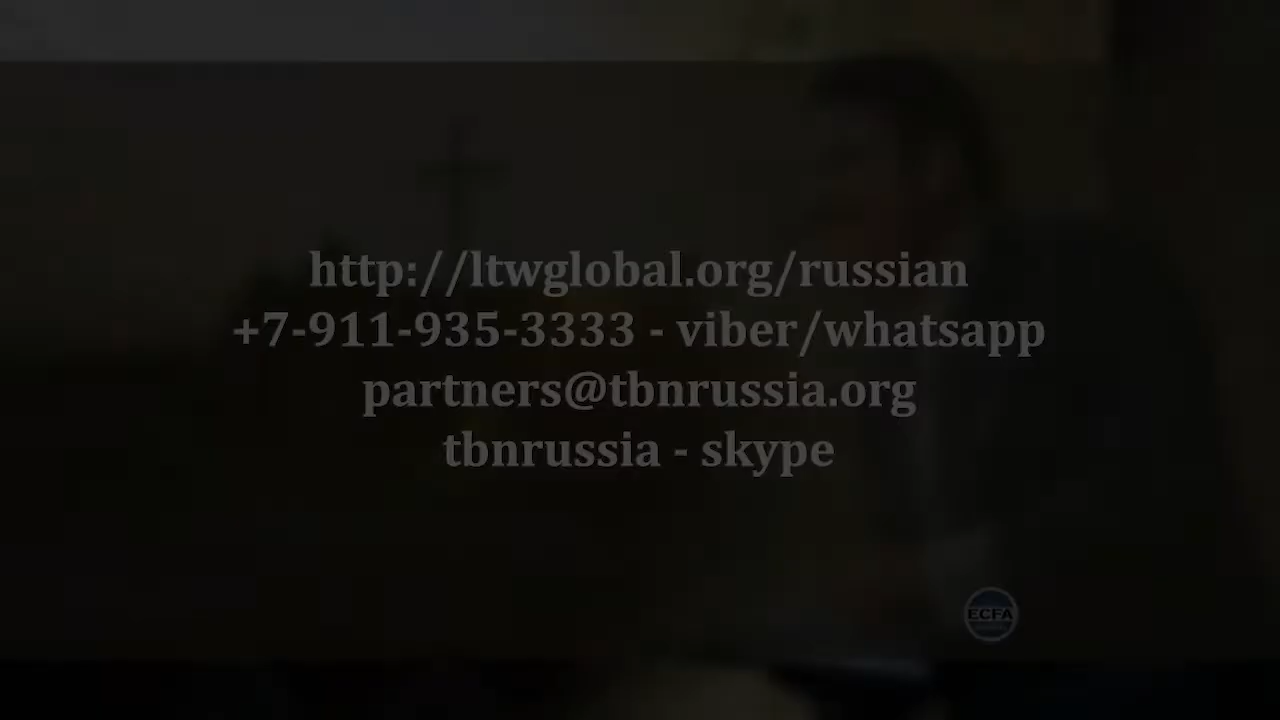 http://ltwglobal.org/russian
+7-911-935-3333 - viber/whatsapp
partners@tbnrussia.org
tbnrussia - skype
ECFA